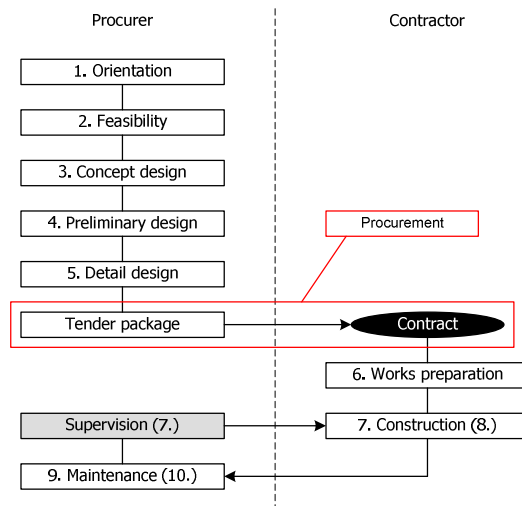 Procurer
Contractor
1. Orientation
2. Feasibility
3. Concept design
4. Preliminary design
Procurement
5. Detail design
Tender package
Contract
6. Works preparation
Supervision (7.)
7. Construction (8.)
9. Maintenance (10.)